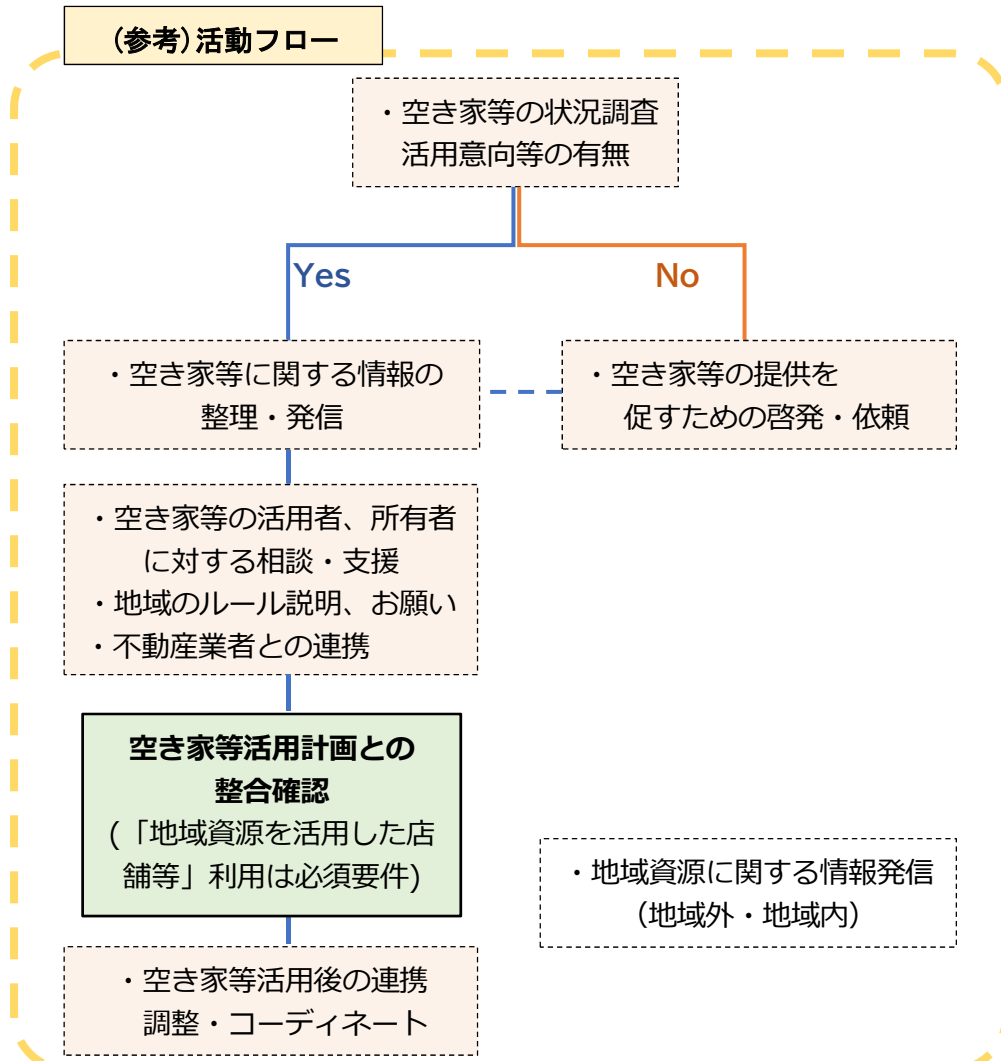 (参考)活動フロー
・空き家等の状況調査
活用意向等の有無
Yes
No
・空き家等に関する情報の
整理・発信
・空き家等の提供を
促すための啓発・依頼
・空き家等の活用者、所有者
に対する相談・支援
・地域のルール説明、お願い
・不動産業者との連携
空き家等活用計画との
整合確認
(「地域資源を活用した店
舗等」利用は必須要件)
・地域資源に関する情報発信
（地域外・地域内）
・空き家等活用後の連携
調整・コーディネート